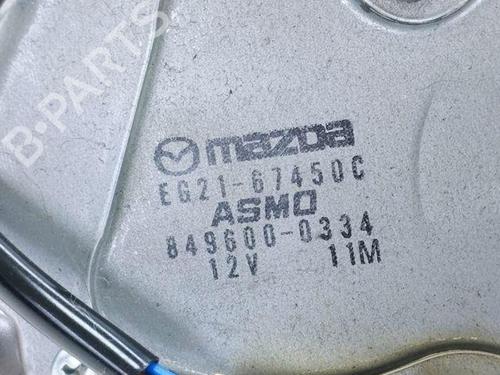 B-PARTS
mazda
EG21-67450C
ASMO
849600-0334
12V 11M